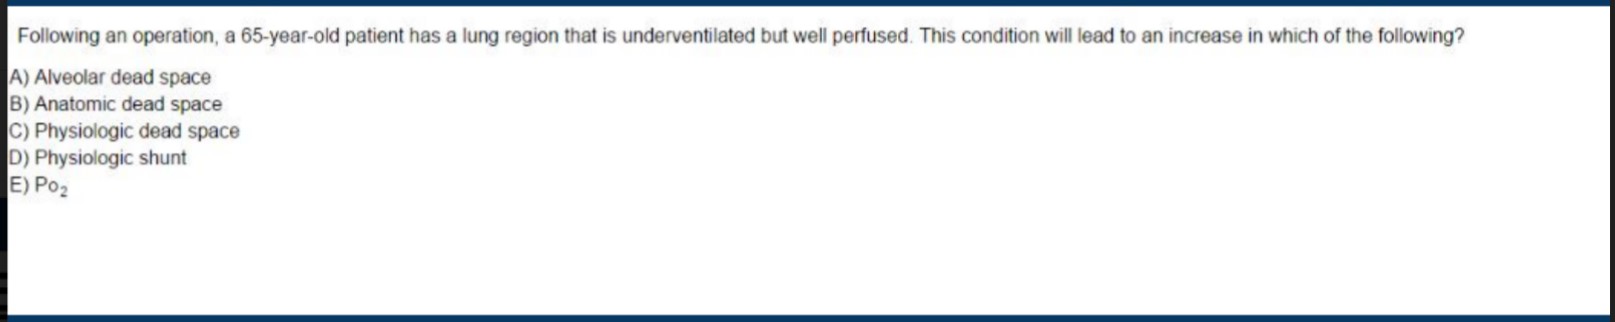 Following an operation, a 65-year-old patient has a lung region that is underventilated but well perfused. This condition will lead to an increase in which of the following?
A) Alveolar dead space
B) Anatomic dead space
C) Physiologic dead space
D) Physiologic shunt
E) Po₂